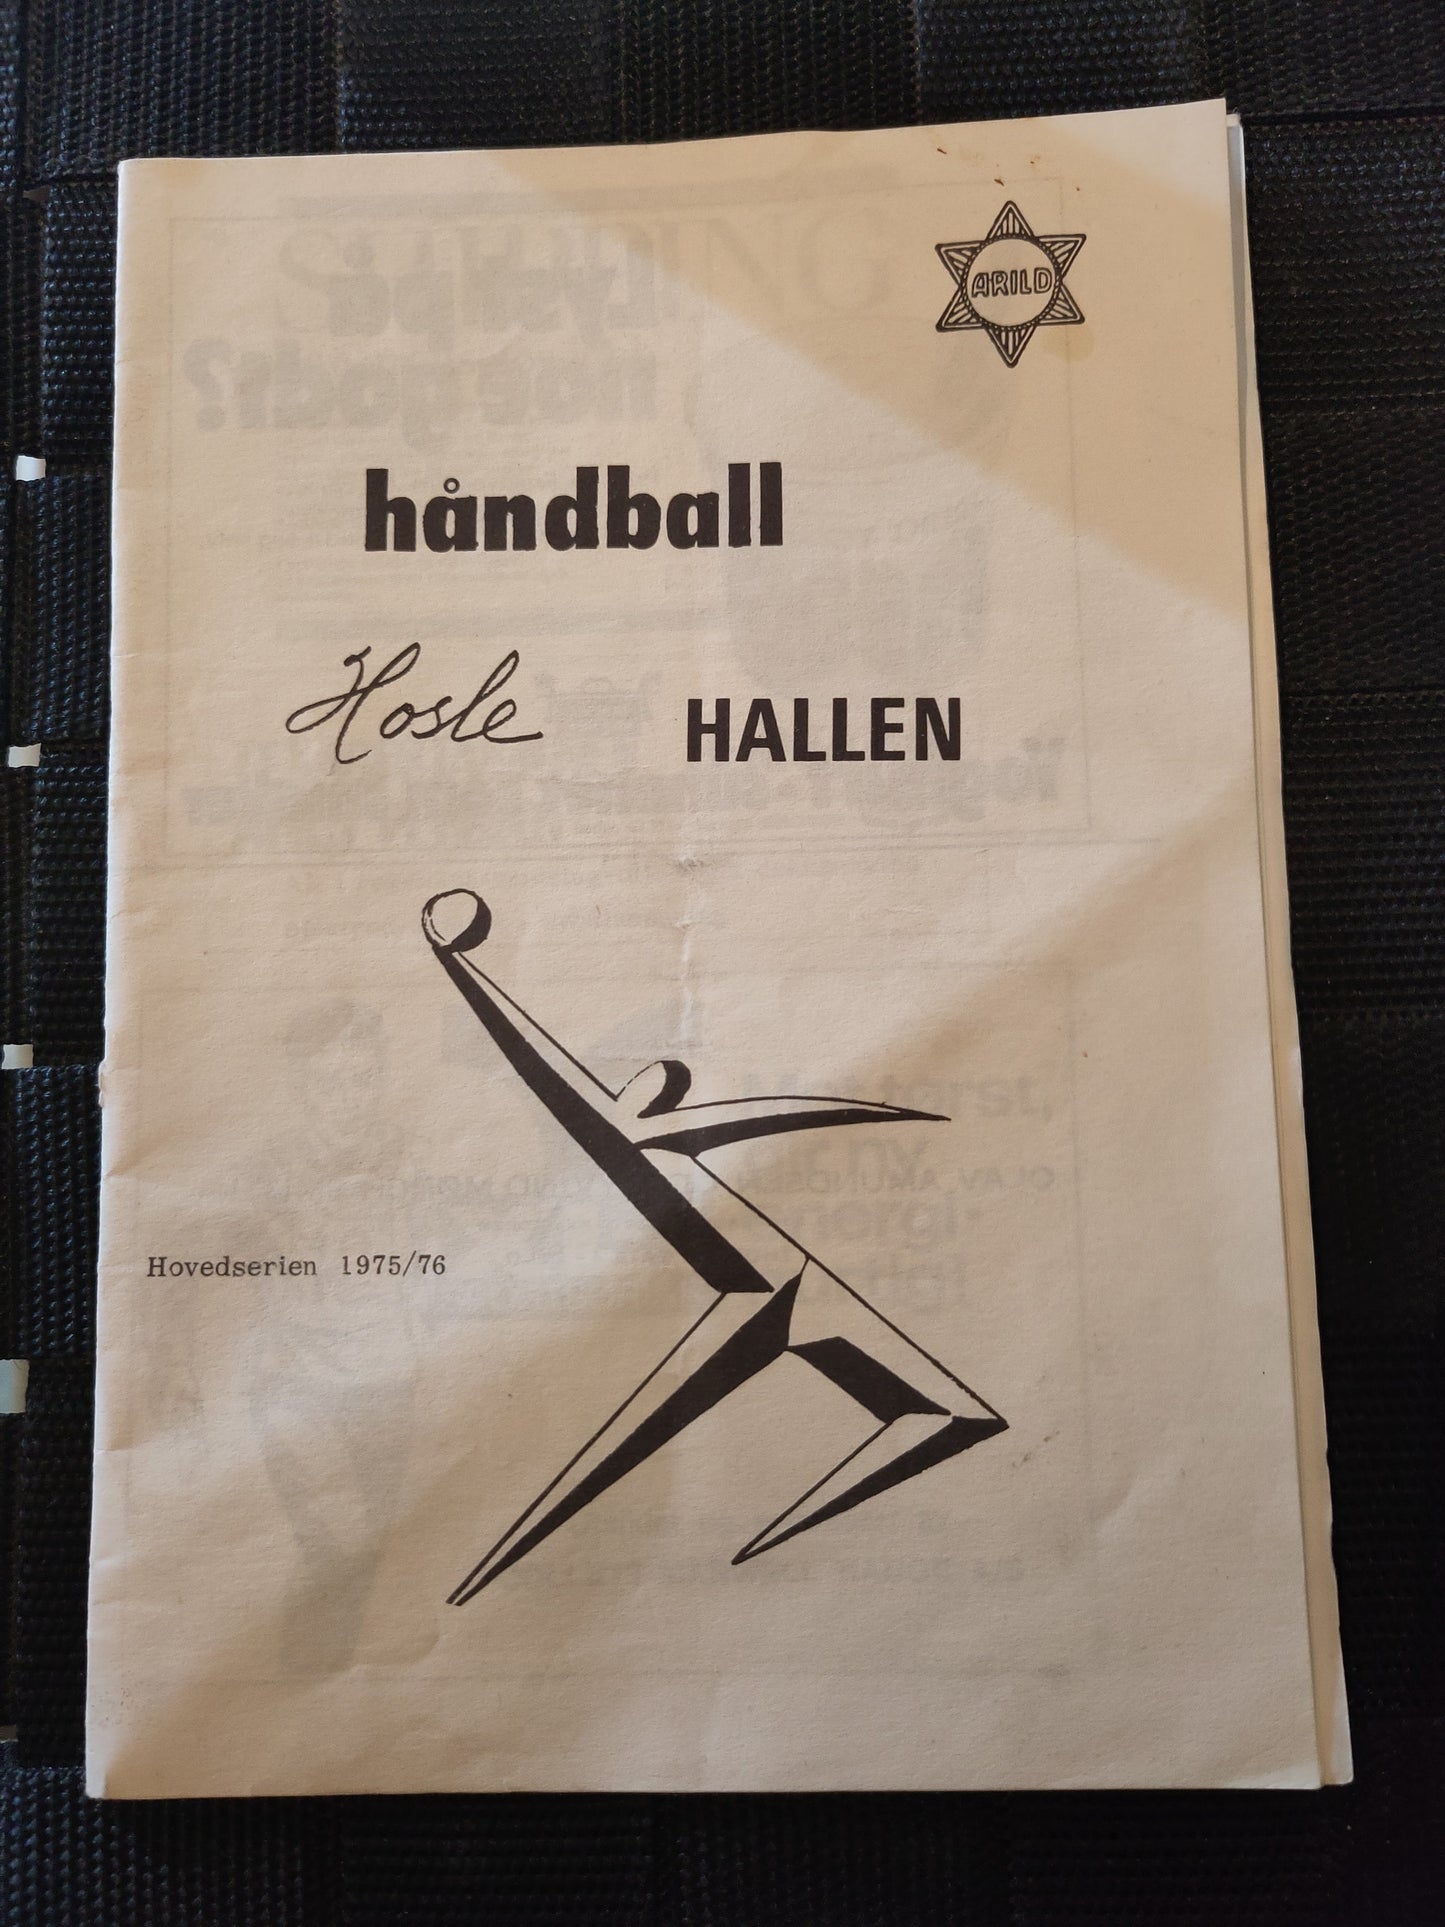 ARILD
håndball
Hosle HALLEN
Hovedserien 1975/76